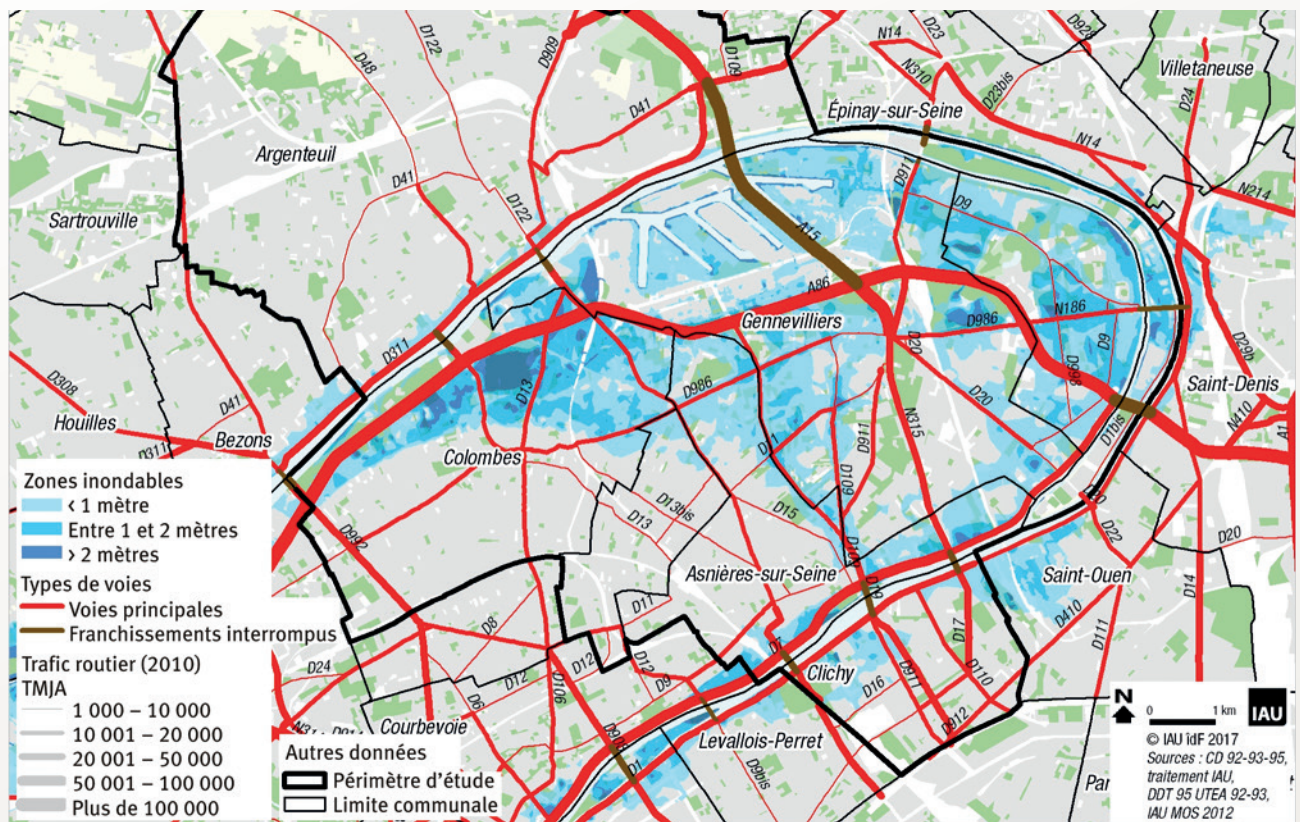 D48
D122
D909
D109
D41
N14
D23
N310
D23bis
D928
Villetaneuse
D24
Épinay-sur-Seine
N14
N214
Argenteuil
D41
D122
D911
D9
Sartrouville
A15
A86
Gennevilliers
D986
N186
D9
D20
D998
D29b
Saint-Denis
N410
A1
D1bis
D311
D308
D41
Houilles
D311
Bezons
D13
D986
D20
N315
D911
D109
D11
Colombes
D992
D13bis
D13
D15
D109
D20
D22
D20
Asnières-sur-Seine
D19
Saint-Ouen
D410
D17
D14
D111
D11
D8
D24
D12
D12
D12
D9
D7
Clichy
D16
D911
D110
D912
D6
D106
Courbevoie
D908
D1
Levallois-Perret
D9bis
Zones inondables
< 1 mètre
Entre 1 et 2 mètres
> 2 mètres
Types de voies
Voies principales
Franchissements interrompus
Trafic routier (2010)
TMJA
1 000 – 10 000
10 001 – 20 000
20 001 – 50 000
50 001 – 100 000
Plus de 100 000
Autres données
Périmètre d'étude
Limite communale
N
0 1 km
IAU
© IAU îdF 2017
Sources : CD 92-93-95,
traitement IAU,
DDT 95 UTEA 92-93,
IAU MOS 2012